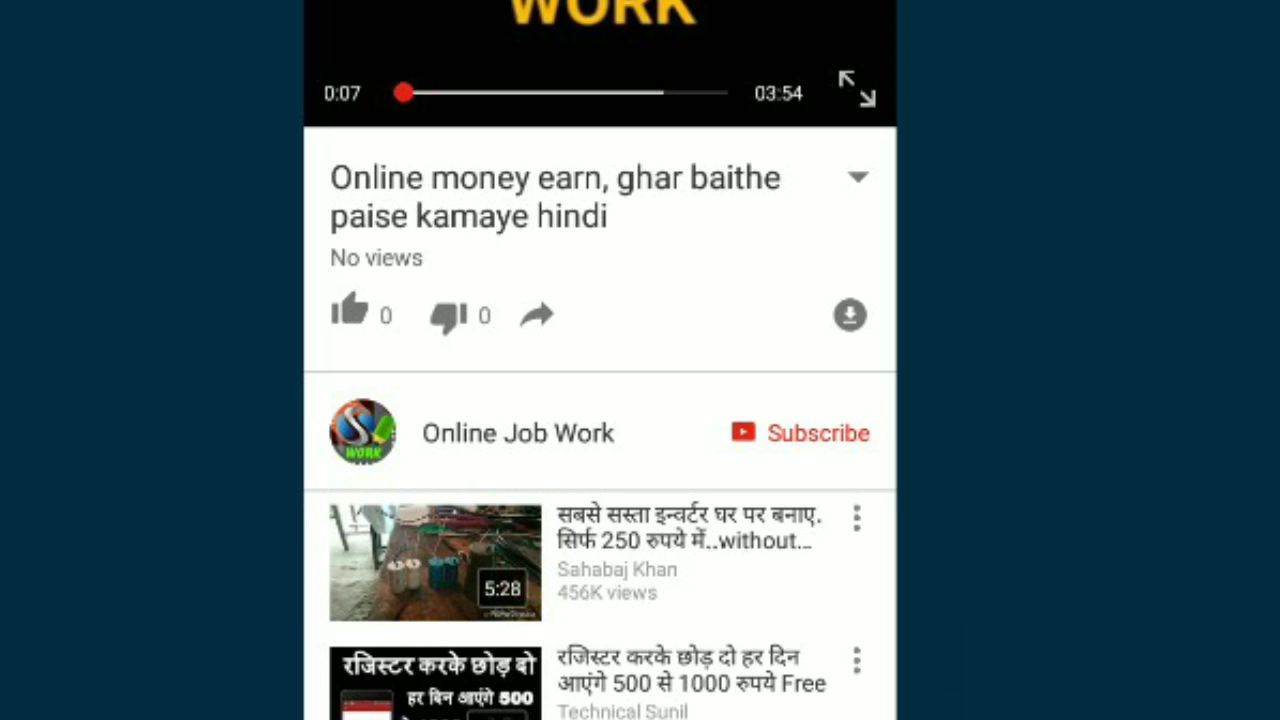 WORK
0:07
03:54
Online money earn, ghar baithe
paise kamaye hindi
No views
0
0
Online Job Work
Subscribe
WORK
सबसे सस्ता इन्वर्टर घर पर बनाए.
सिर्फ 250 रुपये में..without...
Sahabaj Khan
456K views
5:28
रजिस्टर करके छोड़ दो
हर दिन आएंगे 500
रजिस्टर करके छोड़ दो हर दिन
आएंगे 500 से 1000 रुपये Free
Technical Sunil